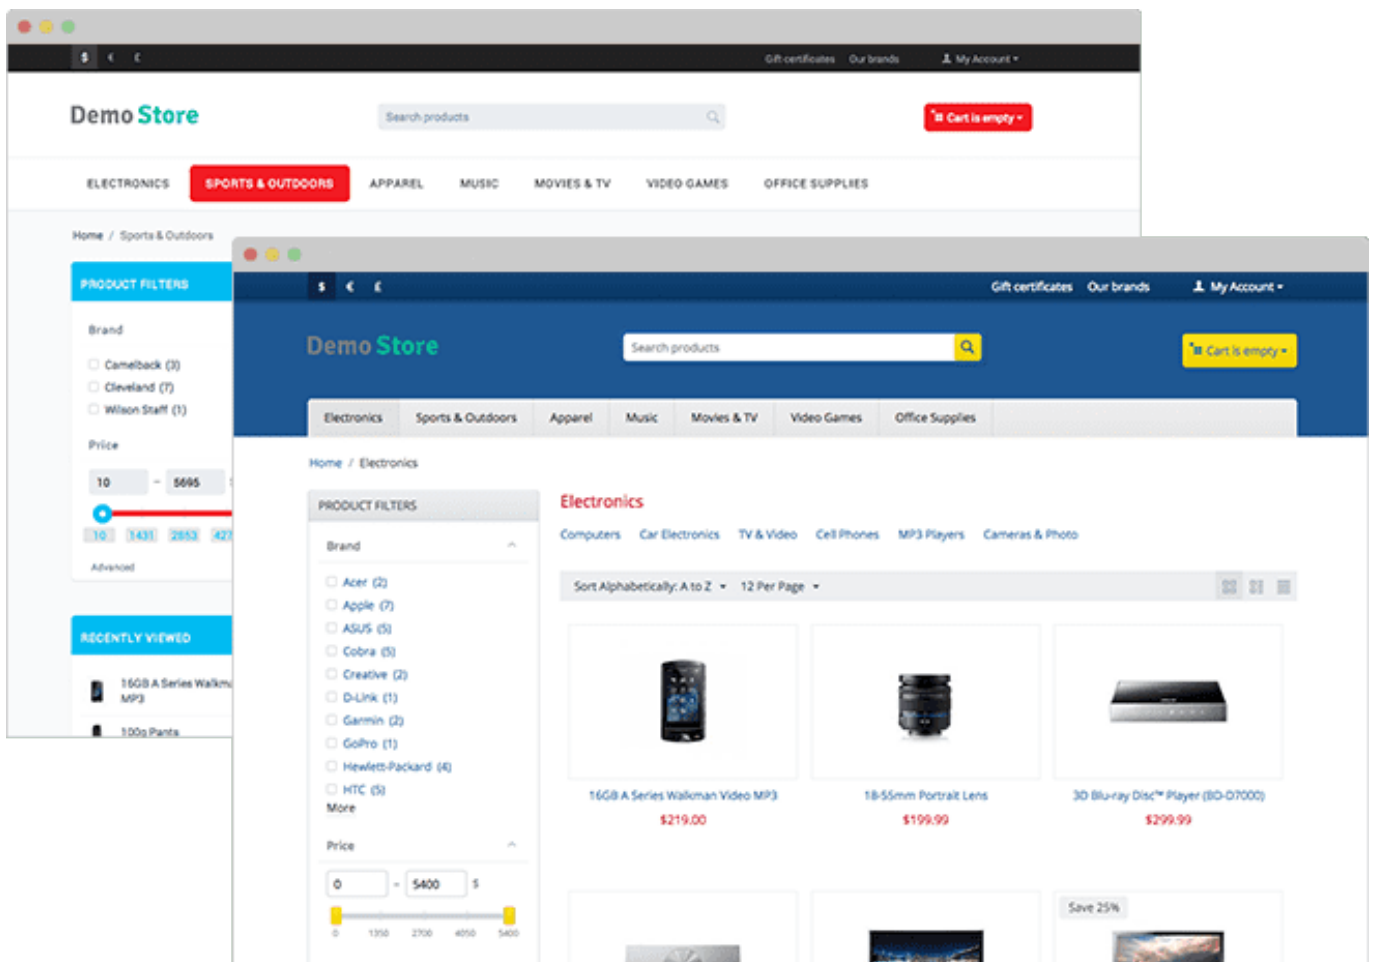 $ € £
Gift certificates Our brands My Account
Demo Store
Search products
Cart is empty
ELECTRONICS SPORTS & OUTDOORS APPAREL MUSIC MOVIES & TV VIDEO GAMES OFFICE SUPPLIES
Home / Sports & Outdoors
PRODUCT FILTERS
Brand
Camelback (3)
Cleveland (7)
Wilson Staff (1)
Price
10 – 5695
10 1431 2853 427
Advanced
RECENTLY VIEWED
16GB A Series Walkm
MP3
100g Pants
$ € £
Gift certificates Our brands My Account
Demo Store
Search products
Cart is empty
Electronics Sports & Outdoors Apparel Music Movies & TV Video Games Office Supplies
Home / Electronics
PRODUCT FILTERS
Brand
Acer (2)
Apple (7)
ASUS (5)
Cobra (5)
Creative (2)
D-Link (1)
Garmin (2)
GoPro (1)
Hewlett-Packard (4)
HTC (5)
More
Price
0 – 5400 $
0 1350 2700 4050 5400
Electronics
Computers Car Electronics TV & Video Cell Phones MP3 Players Cameras & Photo
Sort Alphabetically: A to Z 12 Per Page
16GB A Series Walkman Video MP3
$219.00
18-55mm Portrait Lens
$199.99
3D Blu-ray Disc™ Player (BD-D7000)
$299.99
Save 25%